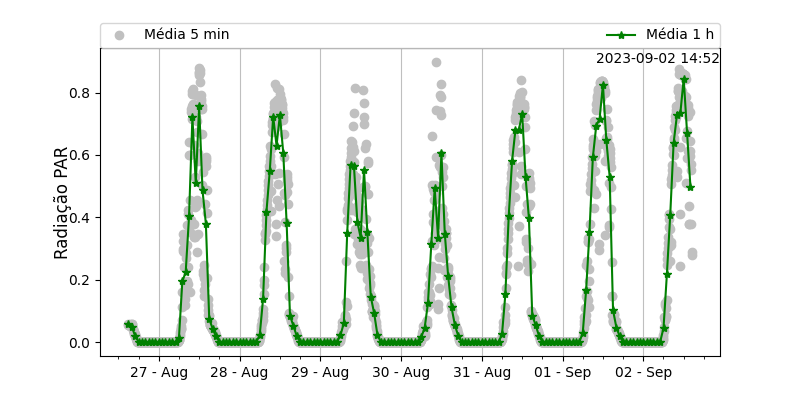 Média 5 min
Média 1 h
2023-09-02 14:52
Radiação PAR
0.8
0.6
0.4
0.2
0.0
27 - Aug
28 - Aug
29 - Aug
30 - Aug
31 - Aug
01 - Sep
02 - Sep